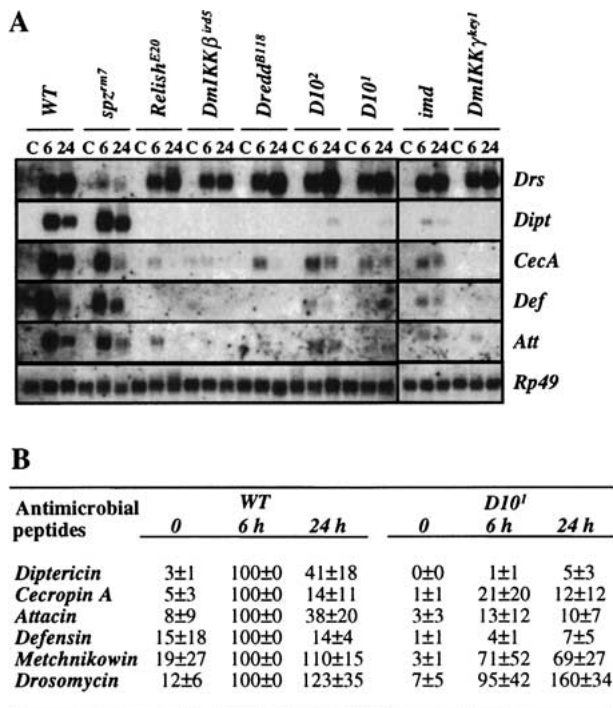 A
WT spz^rm7 Relish^E20 DmIKKβ^ird5 Dredd^B118 D10^2 D10^1 imd DmIKKγ^key1
C 6 24 C 6 24 C 6 24 C 6 24 C 6 24 C 6 24 C 6 24 C 6 24 C 6 24
Drs
Dipt
CecA
Def
Att
Rp49
B
Antimicrobial peptides WT D10^1
0 6 h 24 h 0 6 h 24 h
Diptericin 3±1 100±0 41±18 0±0 1±1 5±3
Cecropin A 5±3 100±0 14±11 1±1 21±20 12±12
Attacin 8±9 100±0 38±20 3±3 13±12 10±7
Defensin 15±18 100±0 14±4 1±1 4±1 7±5
Metchnikowin 19±27 100±0 110±15 3±1 71±52 69±27
Drosomycin 12±6 100±0 123±35 7±5 95±42 160±34